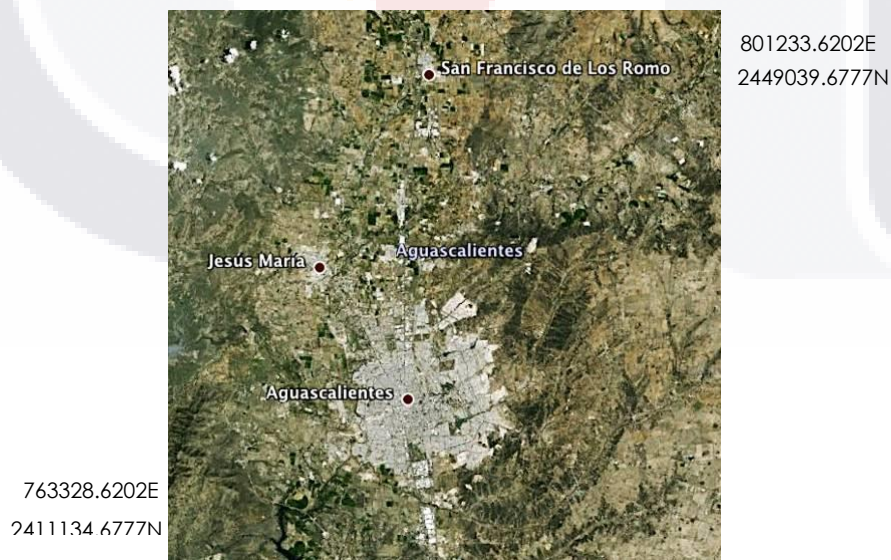 801233.6202E
2449039.6777N
San Francisco de Los Romo
Aguascalientes
Jesús María
Aguascalientes
763328.6202E
2411134.6777N